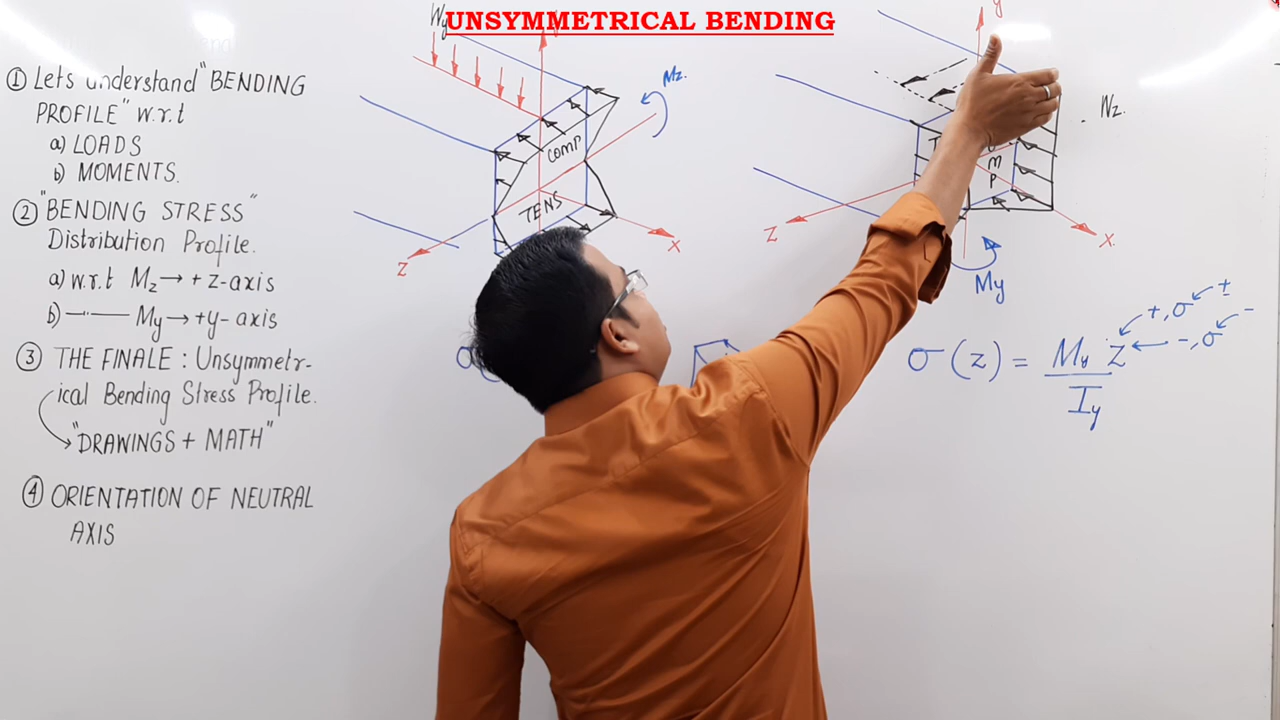 UNSYMMETRICAL BENDING
① Lets understand "BENDING
PROFILE" w.r.t
a) LOADS
b) MOMENTS.
② "BENDING STRESS"
Distribution Profile.
a) w.r.t Mz → + z-axis
b) —··— My → +y-axis
③ THE FINALE : Unsymmetr-
ical Bending Stress Profile.
"DRAWINGS + MATH"
④ ORIENTATION OF NEUTRAL
AXIS
Wy
Mz.
COMP
TENS
z
x
y
Wz.
T
M
P
z
x.
My
σ(z) = My z / Iy
+, σ ±
-, σ -